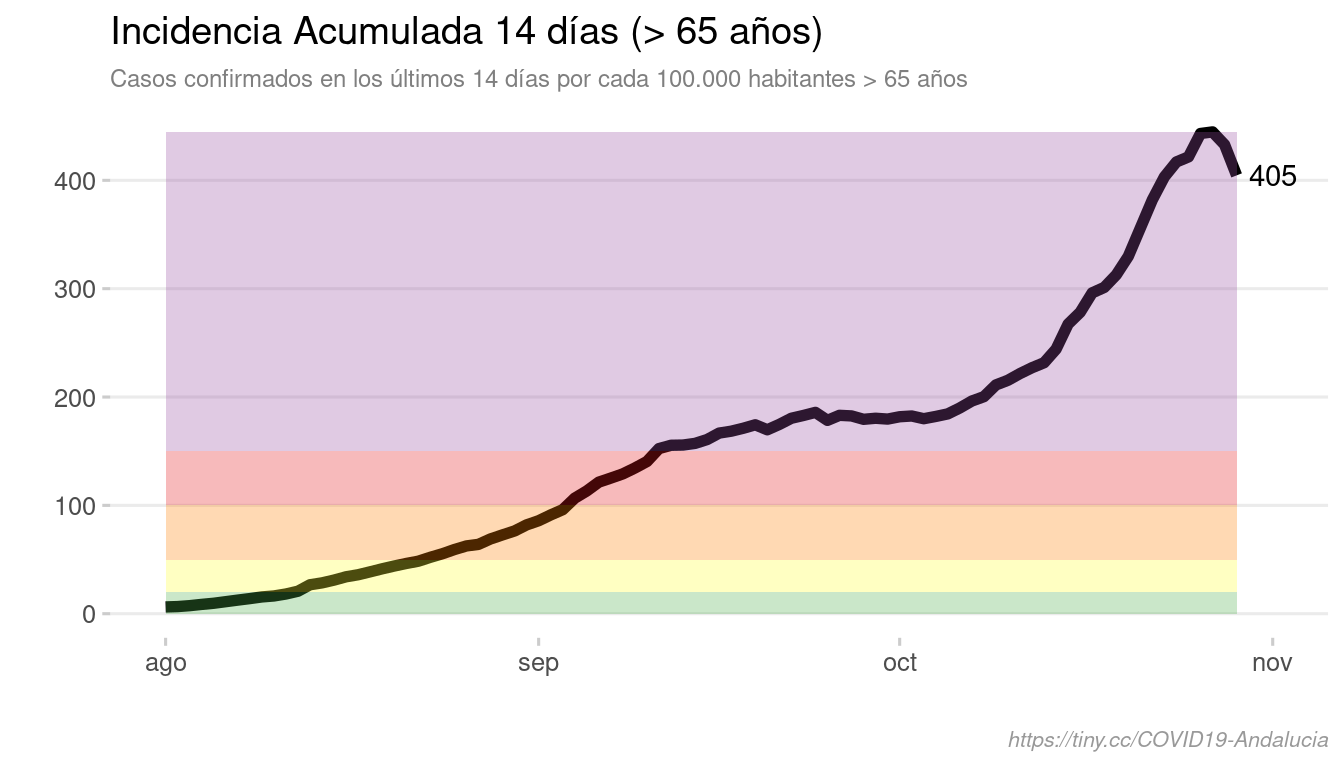 Incidencia Acumulada 14 días (> 65 años)
Casos confirmados en los últimos 14 días por cada 100.000 habitantes > 65 años
400
405
300
200
100
0
ago
sep
oct
nov
https://tiny.cc/COVID19-Andalucia